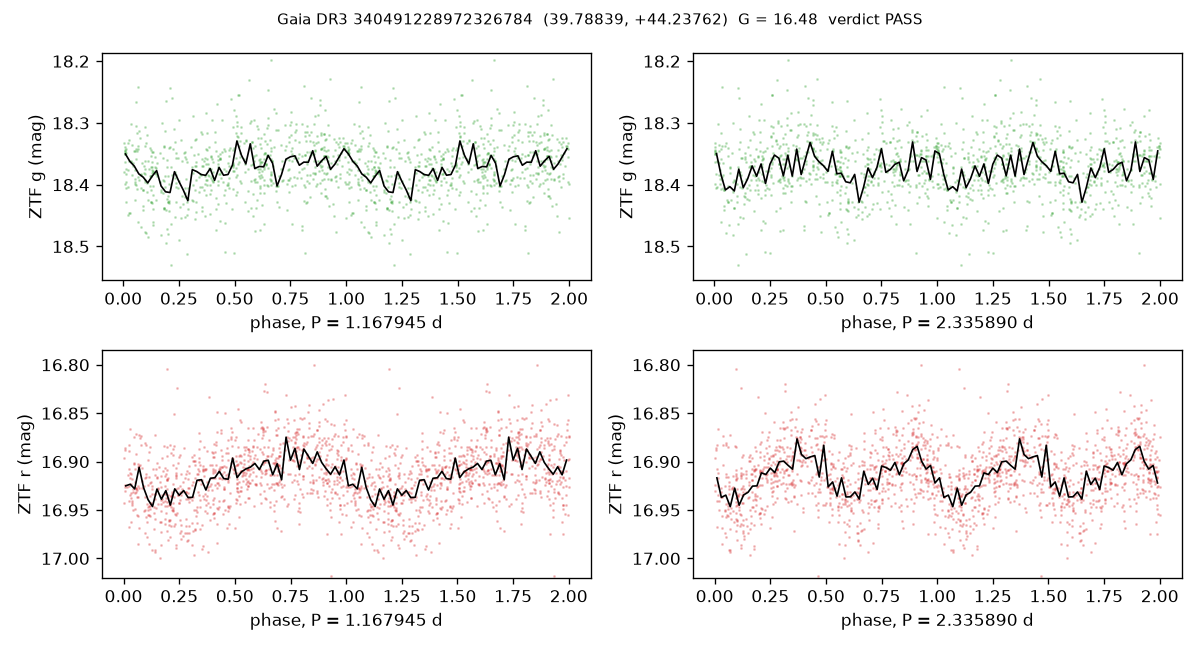 Gaia DR3 340491228972326784  (39.78839, +44.23762)  G = 16.48  verdict PASS
ZTF g (mag)
18.2
18.3
18.4
18.5
0.00 0.25 0.50 0.75 1.00 1.25 1.50 1.75 2.00
phase, P = 1.167945 d
ZTF g (mag)
18.2
18.3
18.4
18.5
0.00 0.25 0.50 0.75 1.00 1.25 1.50 1.75 2.00
phase, P = 2.335890 d
ZTF r (mag)
16.80
16.85
16.90
16.95
17.00
0.00 0.25 0.50 0.75 1.00 1.25 1.50 1.75 2.00
phase, P = 1.167945 d
ZTF r (mag)
16.80
16.85
16.90
16.95
17.00
0.00 0.25 0.50 0.75 1.00 1.25 1.50 1.75 2.00
phase, P = 2.335890 d